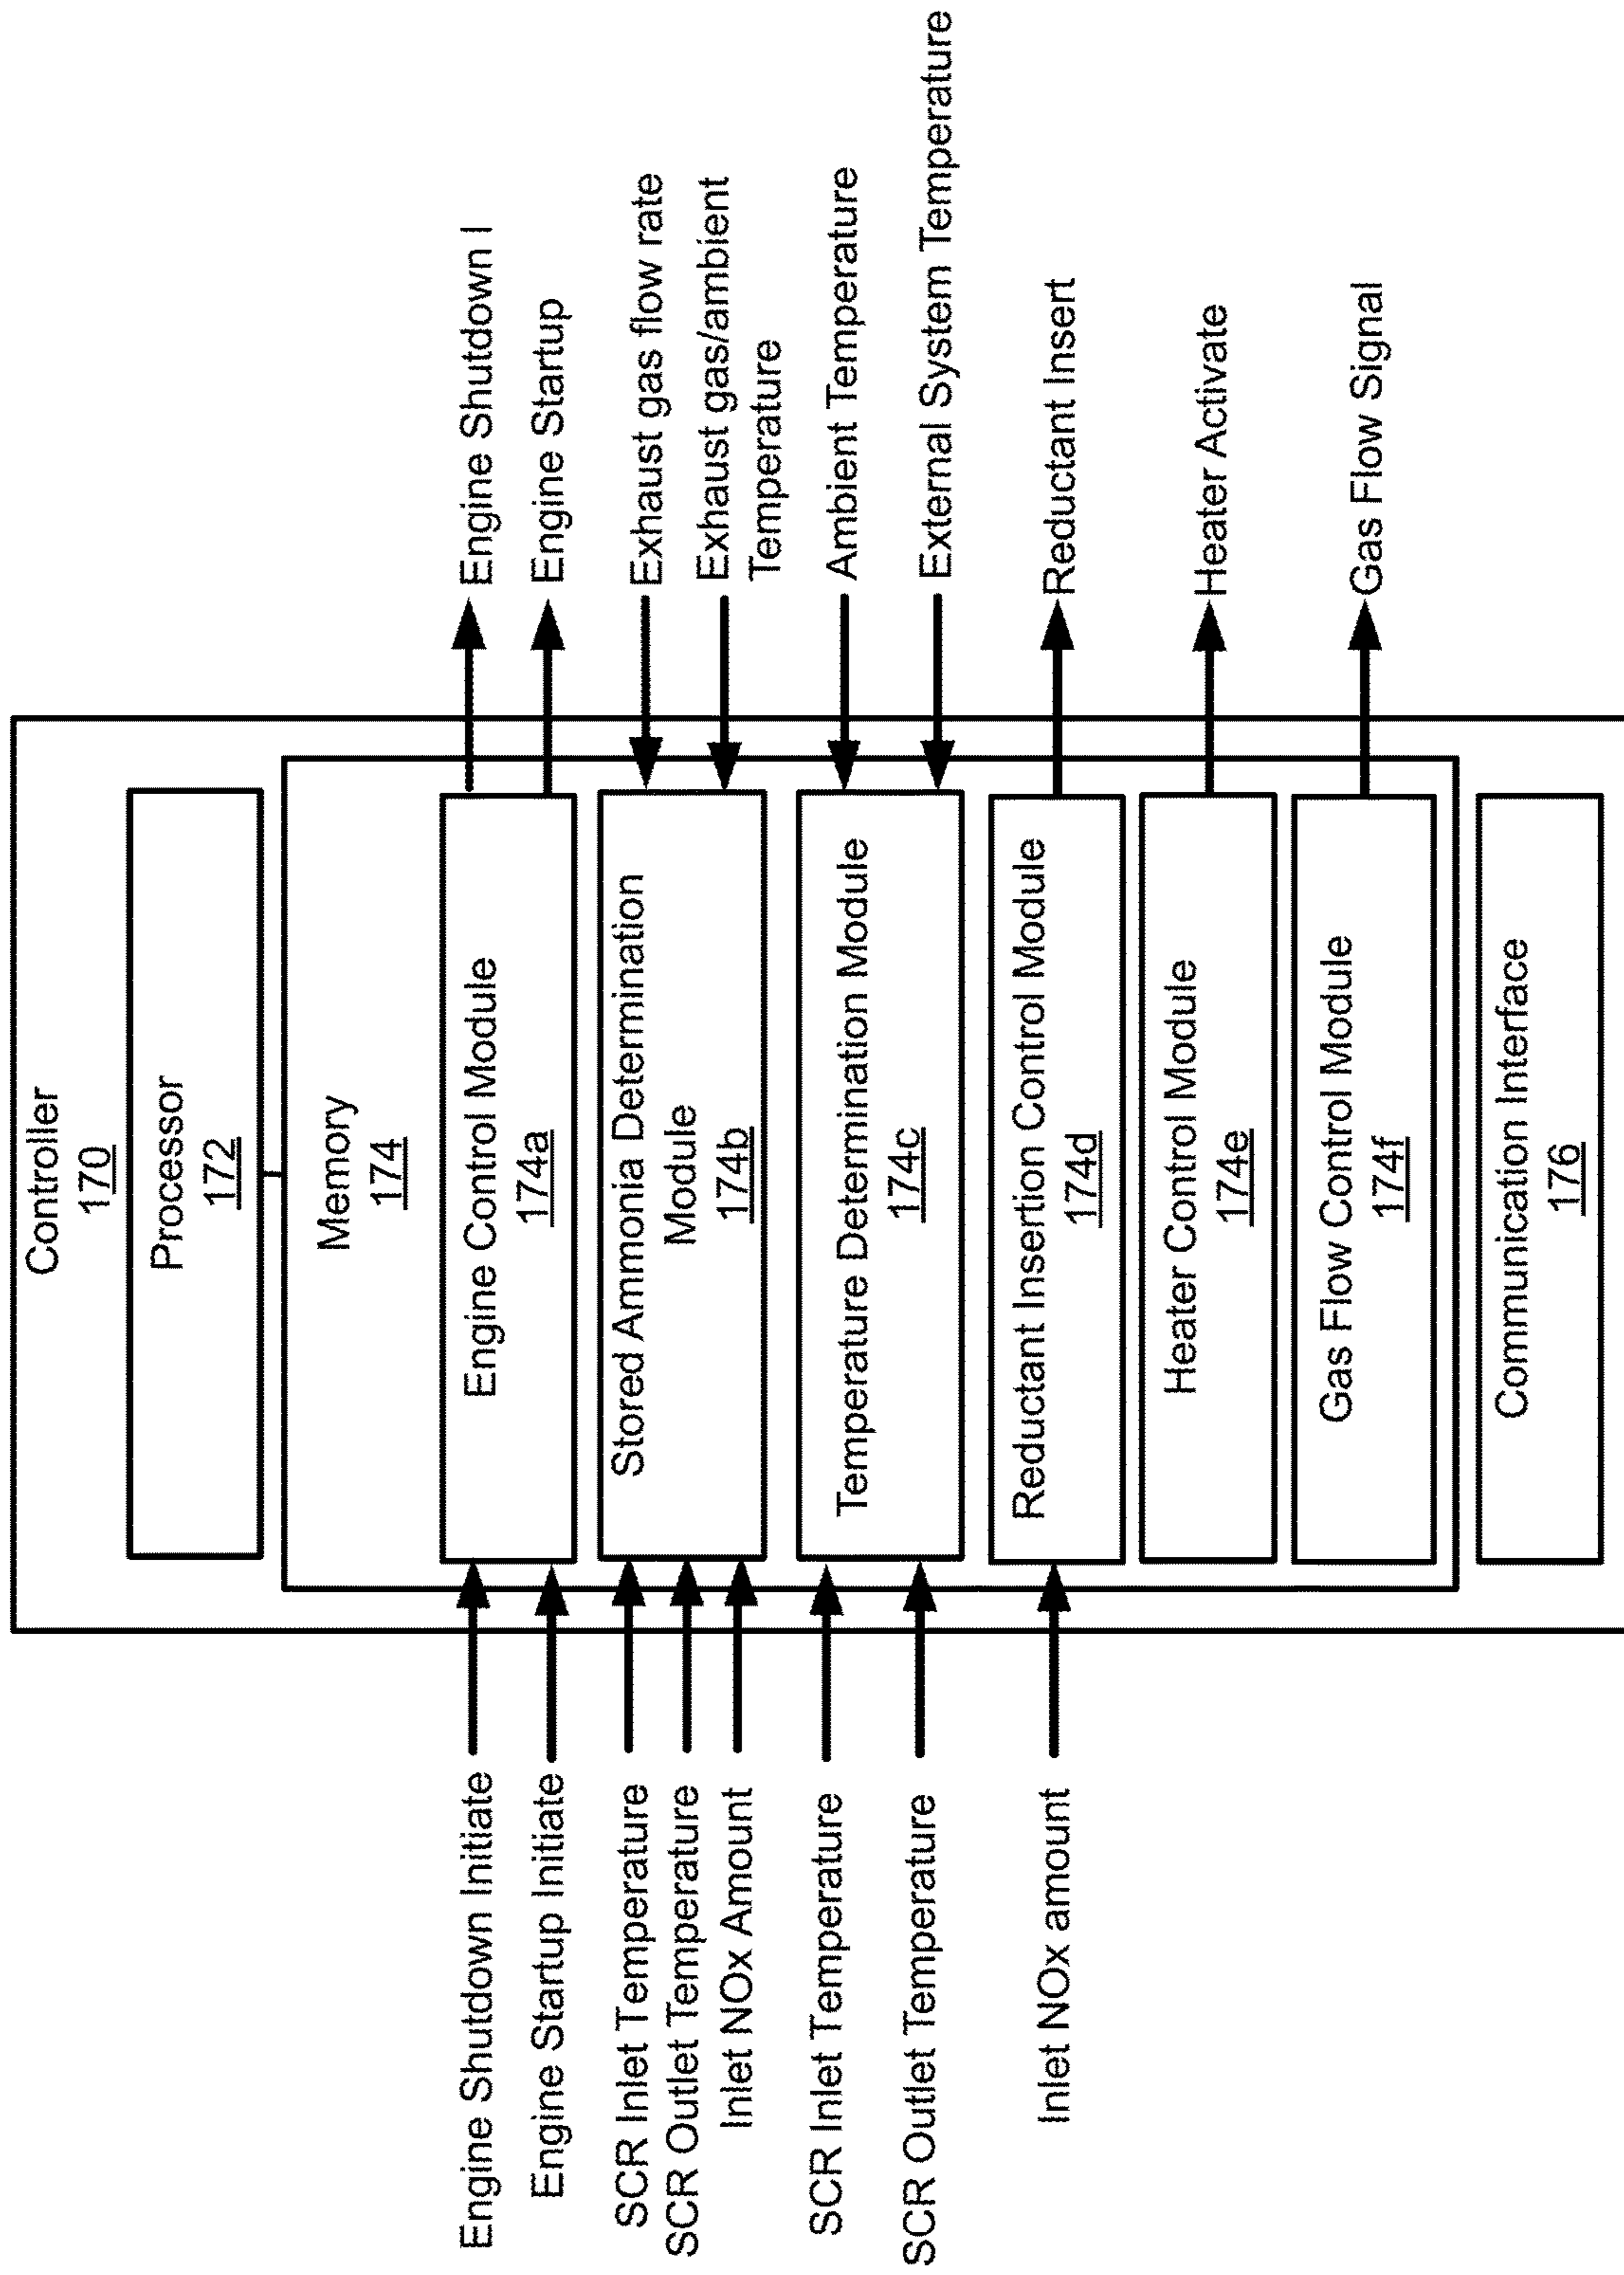 Controller
170
Processor
172
Memory
174
Engine Shutdown Initiate
Engine Startup Initiate
Engine Control Module
174a
Engine Shutdown I
Engine Startup
SCR Inlet Temperature
SCR Outlet Temperature
Inlet NOx Amount
Stored Ammonia Determination
Module
174b
Exhaust gas flow rate
Exhaust gas/ambient
Temperature
SCR Inlet Temperature
SCR Outlet Temperature
Temperature Determination Module
174c
Ambient Temperature
External System Temperature
Inlet NOx amount
Reductant Insertion Control Module
174d
Reductant Insert
Heater Control Module
174e
Heater Activate
Gas Flow Control Module
174f
Gas Flow Signal
Communication Interface
176